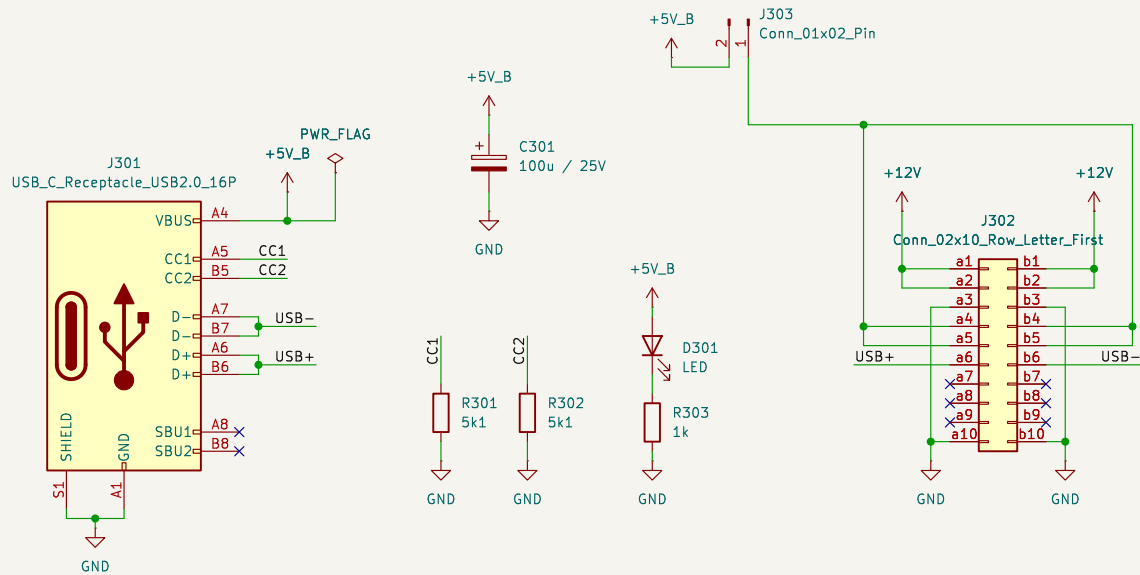 J301
USB_C_Receptacle_USB2.0_16P
PWR_FLAG
+5V_B
VBUS A4
CC1 A5 CC1
CC2 B5 CC2
D- A7
D- B7
USB-
D+ A6
D+ B6
USB+
SBU1 A8
SBU2 B8
SHIELD
GND
S1
A1
GND
+5V_B
+
C301
100u / 25V
GND
CC1
R301
5k1
GND
CC2
R302
5k1
GND
+5V_B
D301
LED
R303
1k
GND
+5V_B
2
1
J303
Conn_01x02_Pin
+12V
+12V
J302
Conn_02x10_Row_Letter_First
a1 b1
a2 b2
a3 b3
a4 b4
a5 b5
USB+ a6 b6 USB-
a7 b7
a8 b8
a9 b9
a10 b10
GND
GND